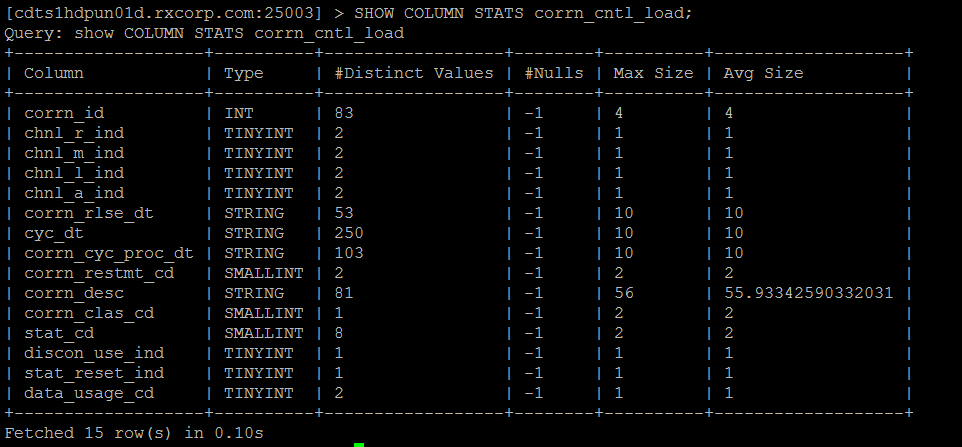 [cdts1hdpun01d.rxcorp.com:25003] > SHOW COLUMN STATS corrn_cntl_load;
Query: show COLUMN STATS corrn_cntl_load
+------------------+----------+------------------+--------+----------+-------------------+
| Column           | Type     | #Distinct Values | #Nulls | Max Size | Avg Size          |
+------------------+----------+------------------+--------+----------+-------------------+
| corrn_id         | INT      | 83               | -1     | 4        | 4                 |
| chnl_r_ind       | TINYINT  | 2                | -1     | 1        | 1                 |
| chnl_m_ind       | TINYINT  | 2                | -1     | 1        | 1                 |
| chnl_l_ind       | TINYINT  | 2                | -1     | 1        | 1                 |
| chnl_a_ind       | TINYINT  | 2                | -1     | 1        | 1                 |
| corrn_rlse_dt    | STRING   | 53               | -1     | 10       | 10                |
| cyc_dt           | STRING   | 250              | -1     | 10       | 10                |
| corrn_cyc_proc_dt | STRING   | 103              | -1     | 10       | 10                |
| corrn_restmt_cd  | SMALLINT | 2                | -1     | 2        | 2                 |
| corrn_desc       | STRING   | 81               | -1     | 56       | 55.93342590332031 |
| corrn_clas_cd    | SMALLINT | 1                | -1     | 2        | 2                 |
| stat_cd          | SMALLINT | 8                | -1     | 2        | 2                 |
| discon_use_ind   | TINYINT  | 1                | -1     | 1        | 1                 |
| stat_reset_ind   | TINYINT  | 1                | -1     | 1        | 1                 |
| data_usage_cd    | TINYINT  | 2                | -1     | 1        | 1                 |
+------------------+----------+------------------+--------+----------+-------------------+
Fetched 15 row(s) in 0.10s